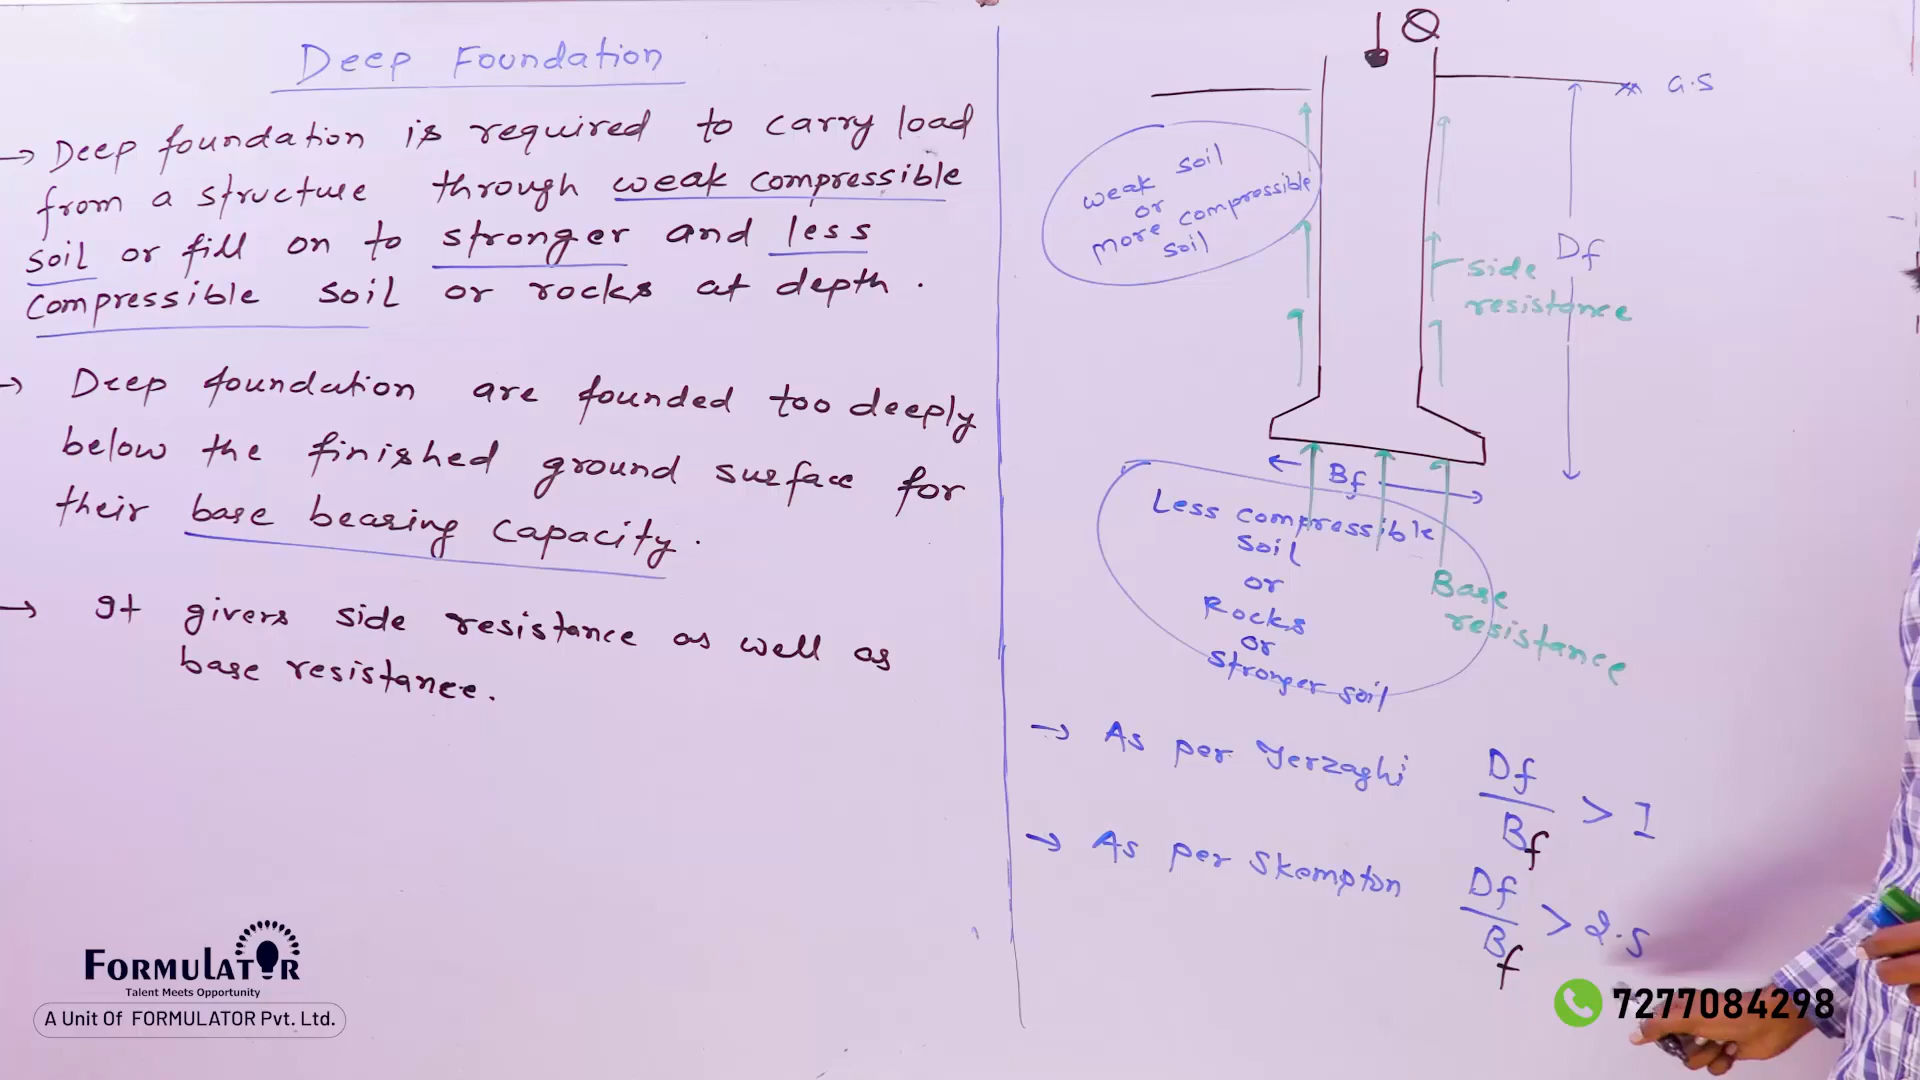 Deep Foundation
→ Deep foundation is required to carry load
from a structure through weak compressible
soil or fill on to stronger and less
compressible soil or rocks at depth.
→ Deep foundation are founded too deeply
below the finished ground surface for
their base bearing capacity.
→ It givers side resistance as well as
base resistance.
Q
G.S
weak soil
or
more compressible
soil
Df
side
resistance
Bf
Less compressible
soil
or
Rocks
or
Stronger soil
Base
resistance
→ As per Terzaghi Df/Bf > 1
→ As per Skempton Df/Bf > 2.5
FORMULATOR
Talent Meets Opportunity
A Unit Of FORMULATOR Pvt. Ltd.
7277084298